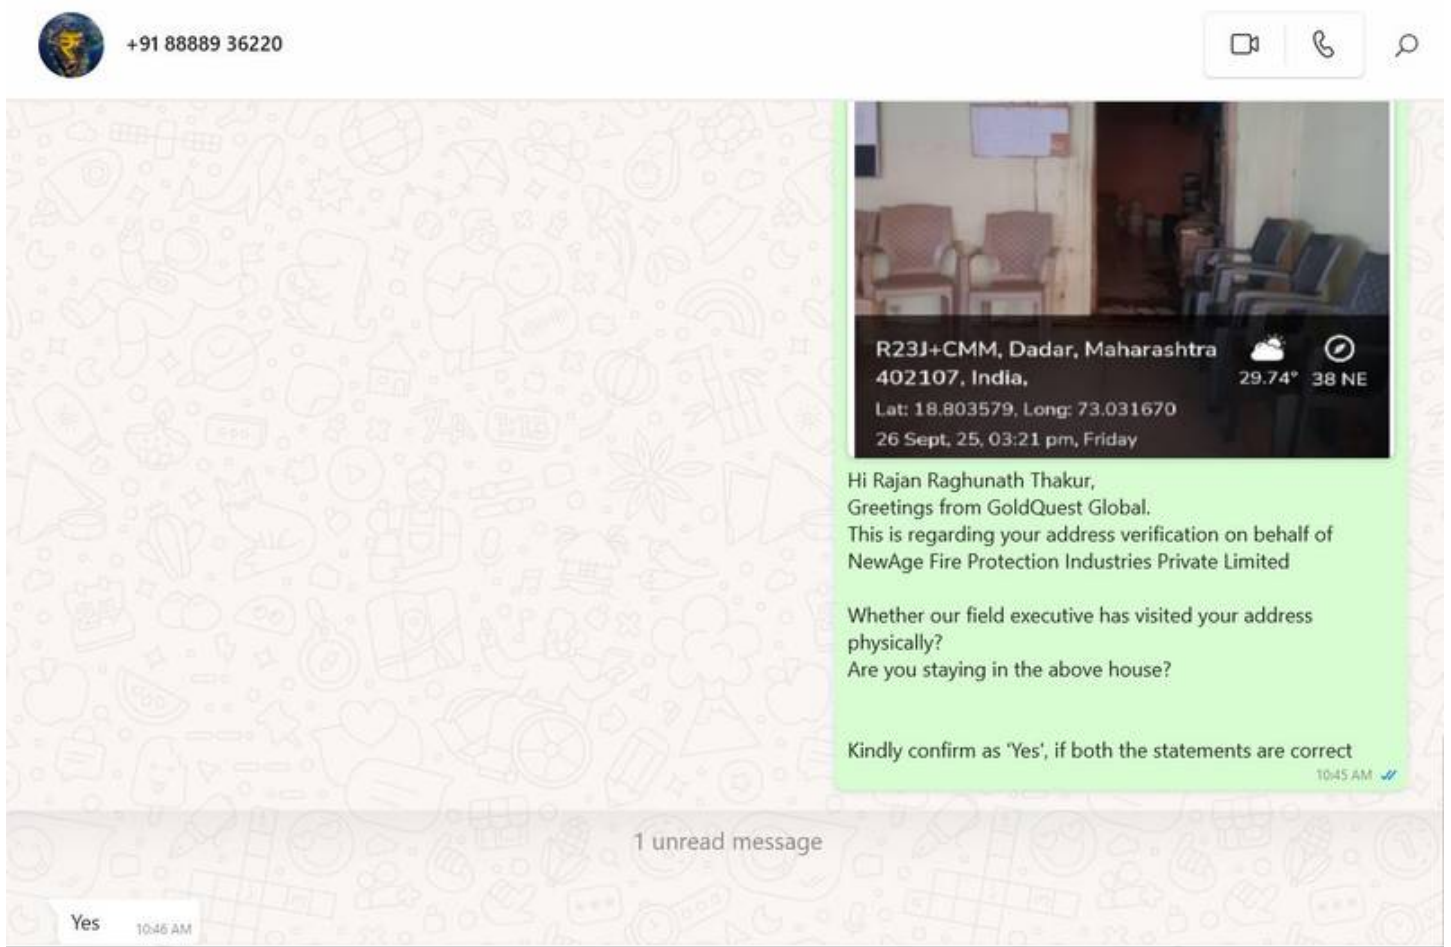 +91 88889 36220
R23J+CMM, Dadar, Maharashtra
402107, India,
29.74° 38 NE
Lat: 18.803579, Long: 73.031670
26 Sept, 25, 03:21 pm, Friday
Hi Rajan Raghunath Thakur,
Greetings from GoldQuest Global.
This is regarding your address verification on behalf of
NewAge Fire Protection Industries Private Limited
Whether our field executive has visited your address
physically?
Are you staying in the above house?
Kindly confirm as 'Yes', if both the statements are correct
10:45 AM
1 unread message
Yes
10:46 AM